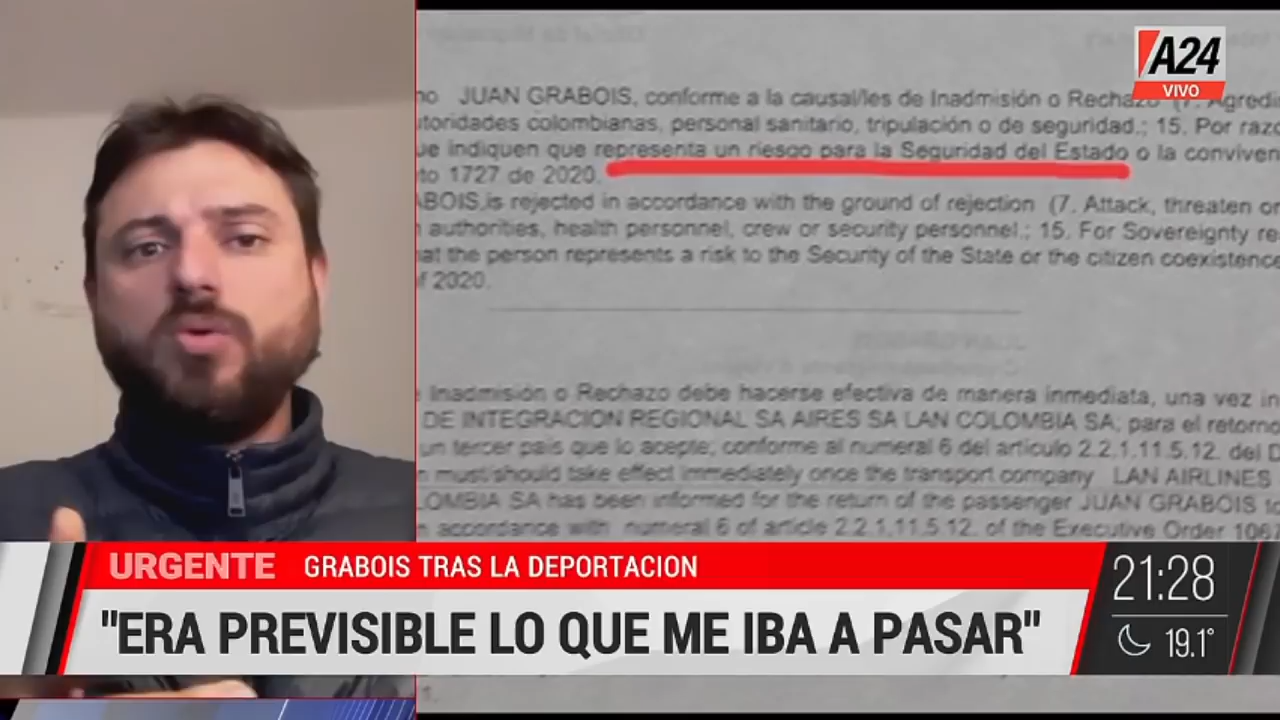 A24
VIVO
JUAN GRABOIS, conforme a la causal/les de Inadmisión o Rechazo (7. Agredi
autoridades colombianas, personal sanitario, tripulación o de seguridad.; 15. Por razo
ue indiquen que representa un riesgo para la Seguridad del Estado o la conviven
to 1727 de 2020.
ABOIS,is rejected in accordance with the ground of rejection (7. Attack, threaten or
authorities, health personnel, crew or security personnel.; 15. For Sovereignty re
at the person represents a risk to the Security of the State or the citizen coexistence
f 2020.
Inadmisión o Rechazo debe hacerse efectiva de manera inmediata, una vez in
DE INTEGRACION REGIONAL SA AIRES SA LAN COLOMBIA SA, para el retorno
un tercer país que lo acepte; conforme al numeral 6 del artículo 2.2.1.11.5.12. del D
must/should take effect immediately once the transport company LAN AIRLINES
OLOMBIA SA has been informed for the return of the passenger JUAN GRABOIS to
accordance with numeral 6 of article 2.2.1.11.5.12. of the Executive Order 106
URGENTE GRABOIS TRAS LA DEPORTACION
"ERA PREVISIBLE LO QUE ME IBA A PASAR"
21:28
19.1°